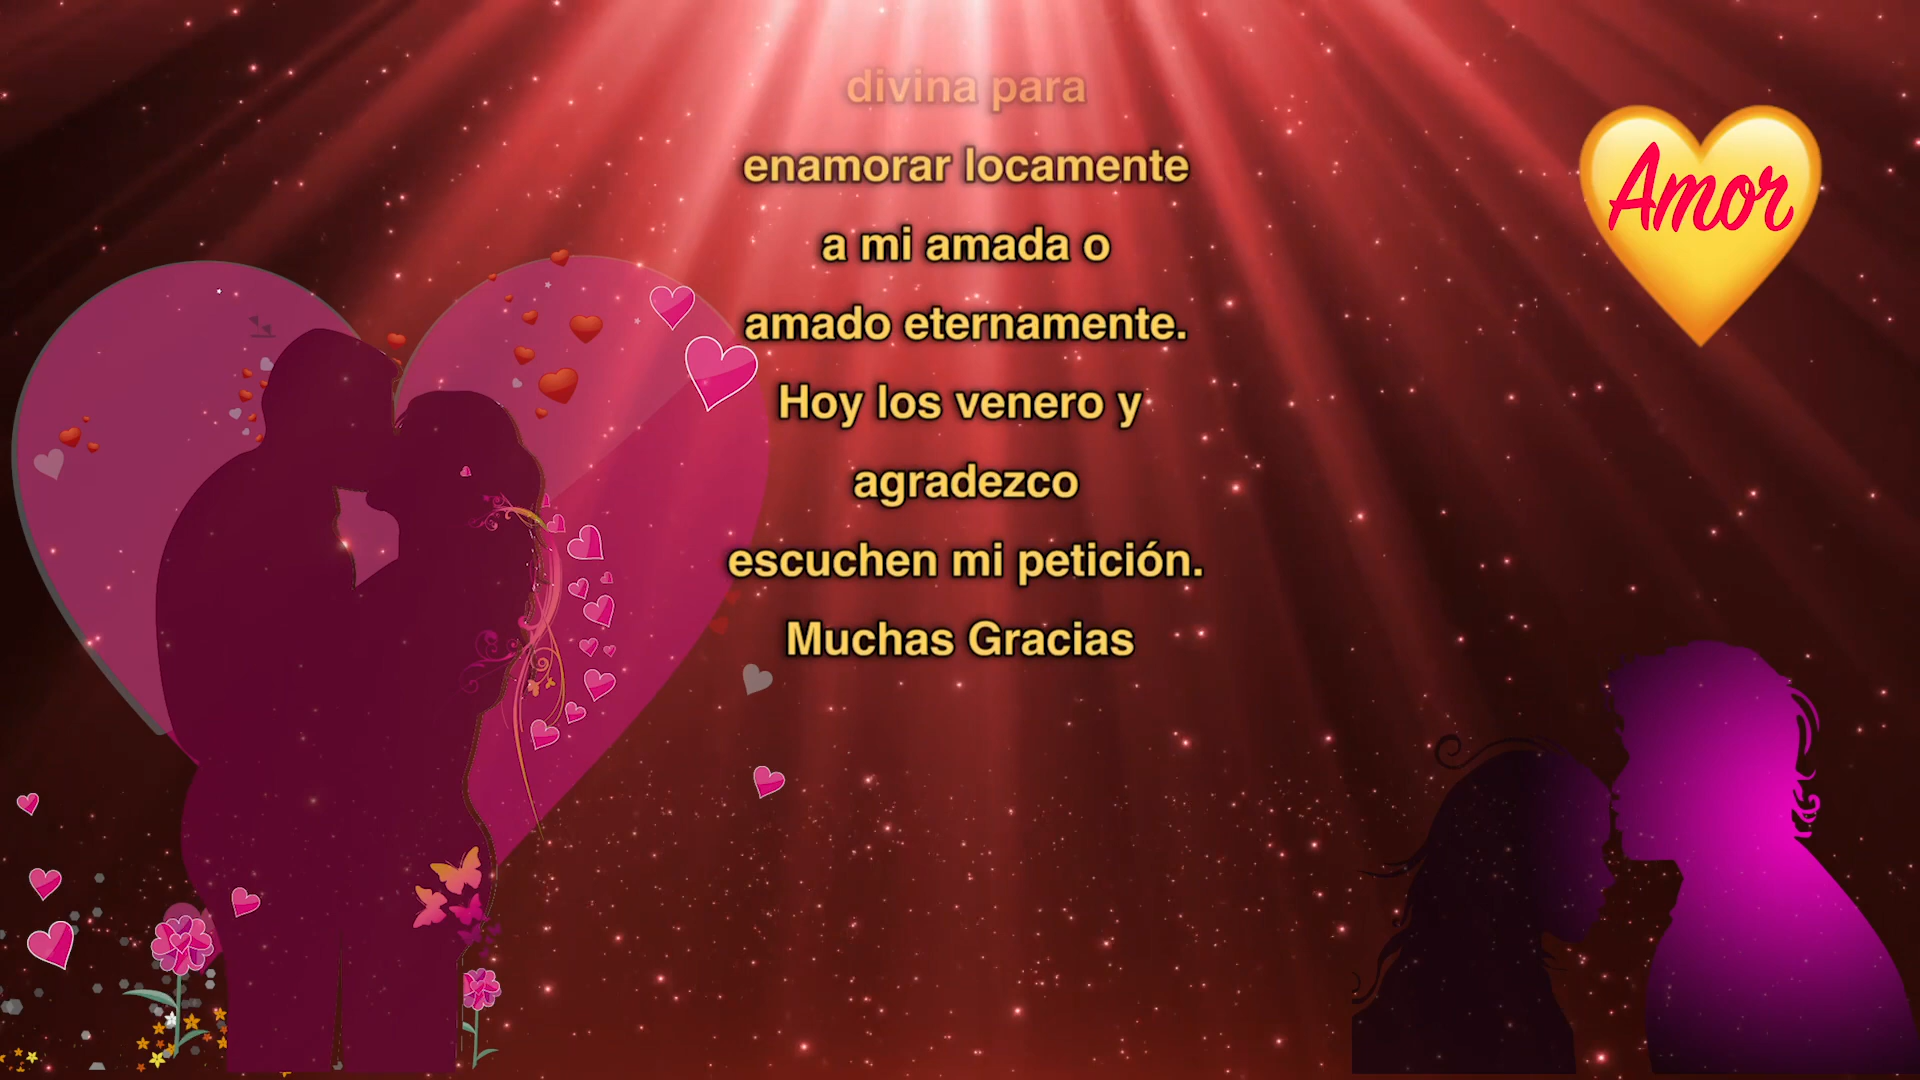 divina para
enamorar locamente
a mi amada o
amado eternamente.
Hoy los venero y
agradezco
escuchen mi petición.
Muchas Gracias
Amor